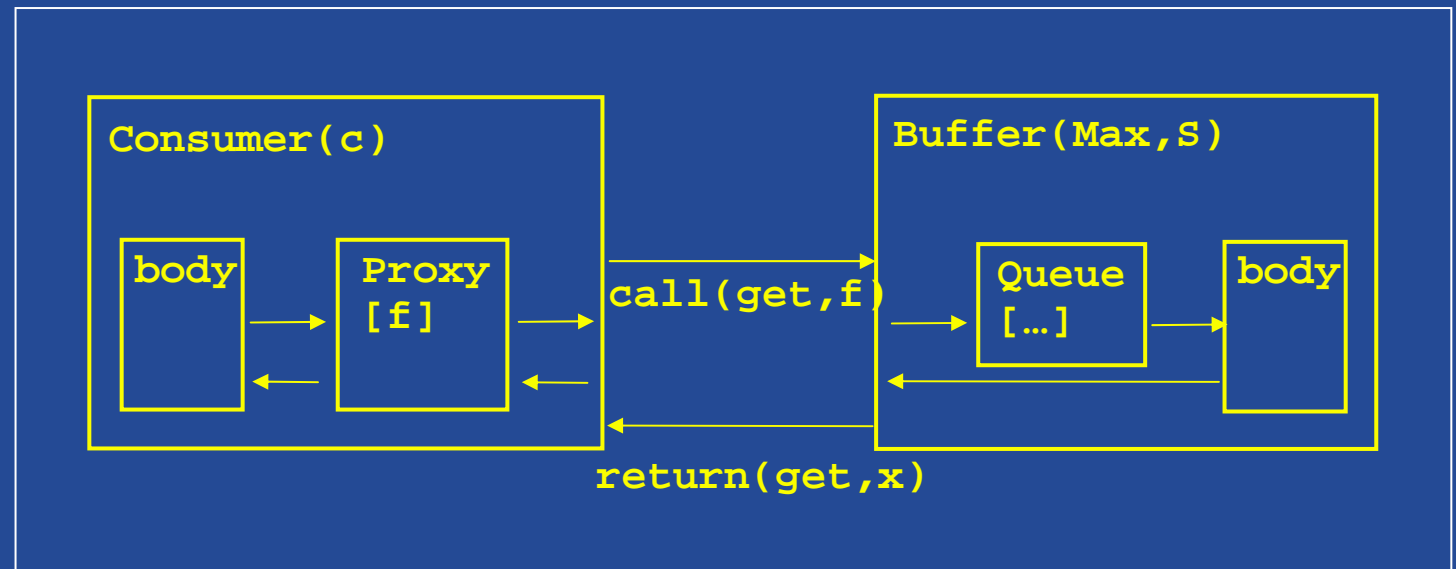 Consumer(c)
Buffer(Max,S)
body
Proxy
[f]
call(get,f)
Queue
[…]
body
return(get,x)